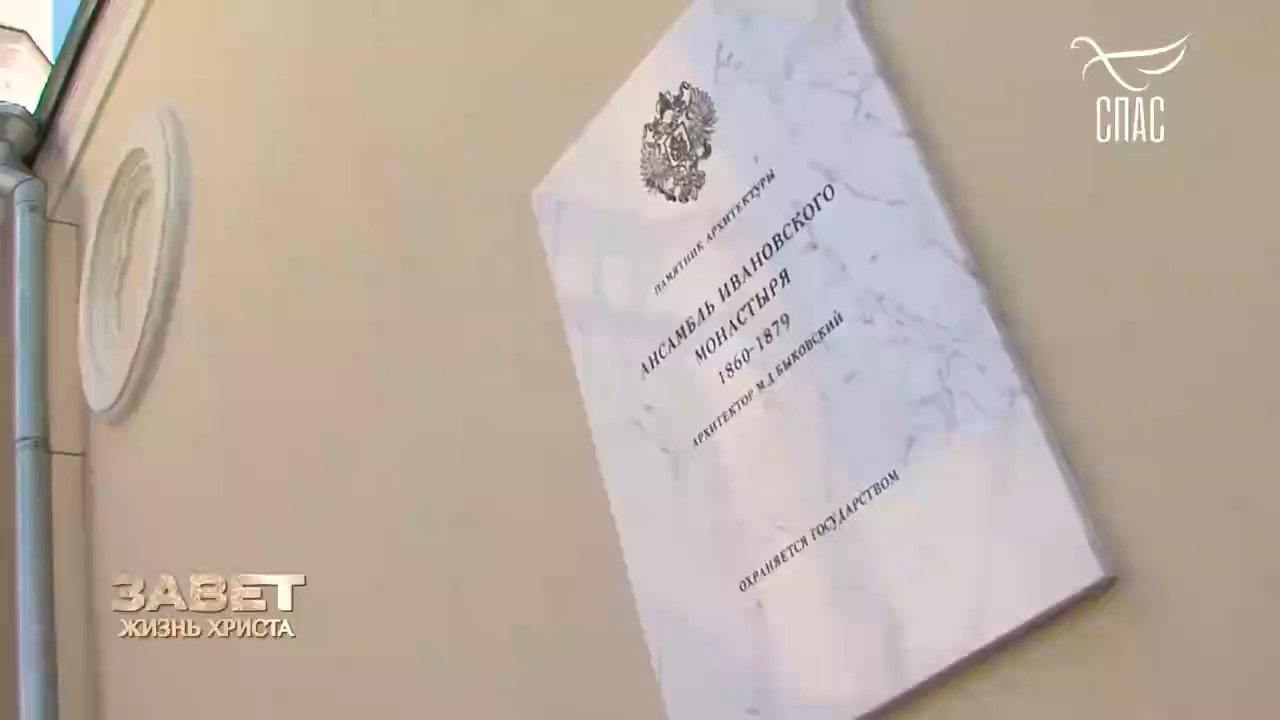 СПАС
ПАМЯТНИК АРХИТЕКТУРЫ
АНСАМБЛЬ ИВАНОВСКОГО
МОНАСТЫРЯ
1860-1879
АРХИТЕКТОР М.Д.БЫКОВСКИЙ
ОХРАНЯЕТСЯ ГОСУДАРСТВОМ
ЗАВЕТ
ЖИЗНЬ ХРИСТА